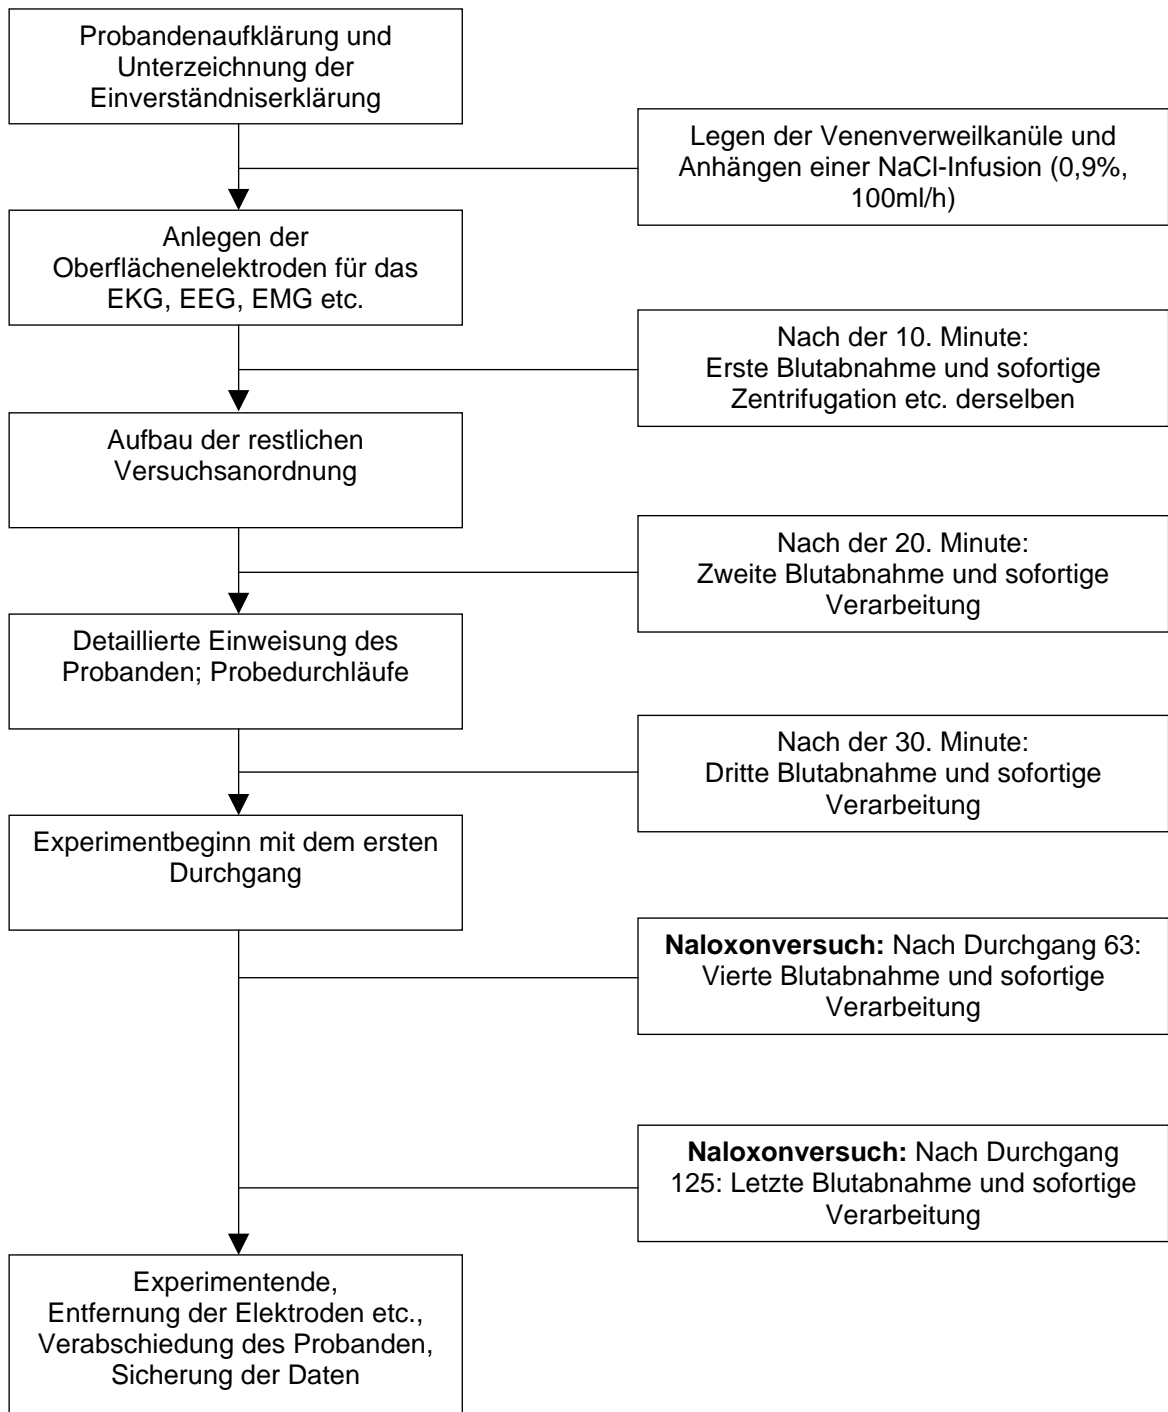 Probandenaufklärung und
Unterzeichnung der
Einverständniserklärung
Legen der Venenverweilkanüle und
Anhängen einer NaCl-Infusion (0,9%,
100ml/h)
Anlegen der
Oberflächenelektroden für das
EKG, EEG, EMG etc.
Nach der 10. Minute:
Erste Blutabnahme und sofortige
Zentrifugation etc. derselben
Aufbau der restlichen
Versuchsanordnung
Nach der 20. Minute:
Zweite Blutabnahme und sofortige
Verarbeitung
Detaillierte Einweisung des
Probanden; Probedurchläufe
Nach der 30. Minute:
Dritte Blutabnahme und sofortige
Verarbeitung
Experimentbeginn mit dem ersten
Durchgang
Naloxonversuch: Nach Durchgang 63:
Vierte Blutabnahme und sofortige
Verarbeitung
Naloxonversuch: Nach Durchgang
125: Letzte Blutabnahme und sofortige
Verarbeitung
Experimentende,
Entfernung der Elektroden etc.,
Verabschiedung des Probanden,
Sicherung der Daten